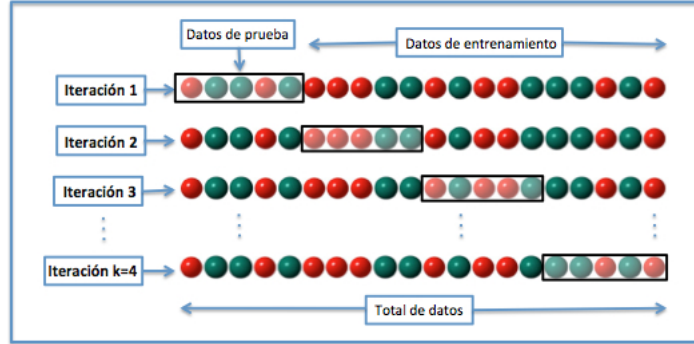 Datos de prueba
Datos de entrenamiento
Iteración 1
Iteración 2
Iteración 3
Iteración k=4
Total de datos